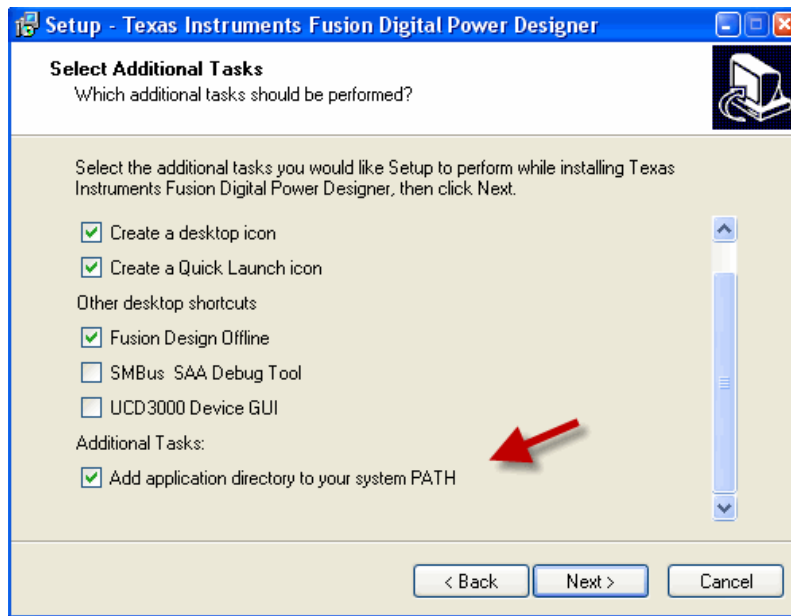 Setup - Texas Instruments Fusion Digital Power Designer
Select Additional Tasks
Which additional tasks should be performed?
Select the additional tasks you would like Setup to perform while installing Texas
Instruments Fusion Digital Power Designer, then click Next.
Create a desktop icon
Create a Quick Launch icon
Other desktop shortcuts
Fusion Design Offline
SMBus SAA Debug Tool
UCD3000 Device GUI
Additional Tasks:
Add application directory to your system PATH
< Back
Next >
Cancel